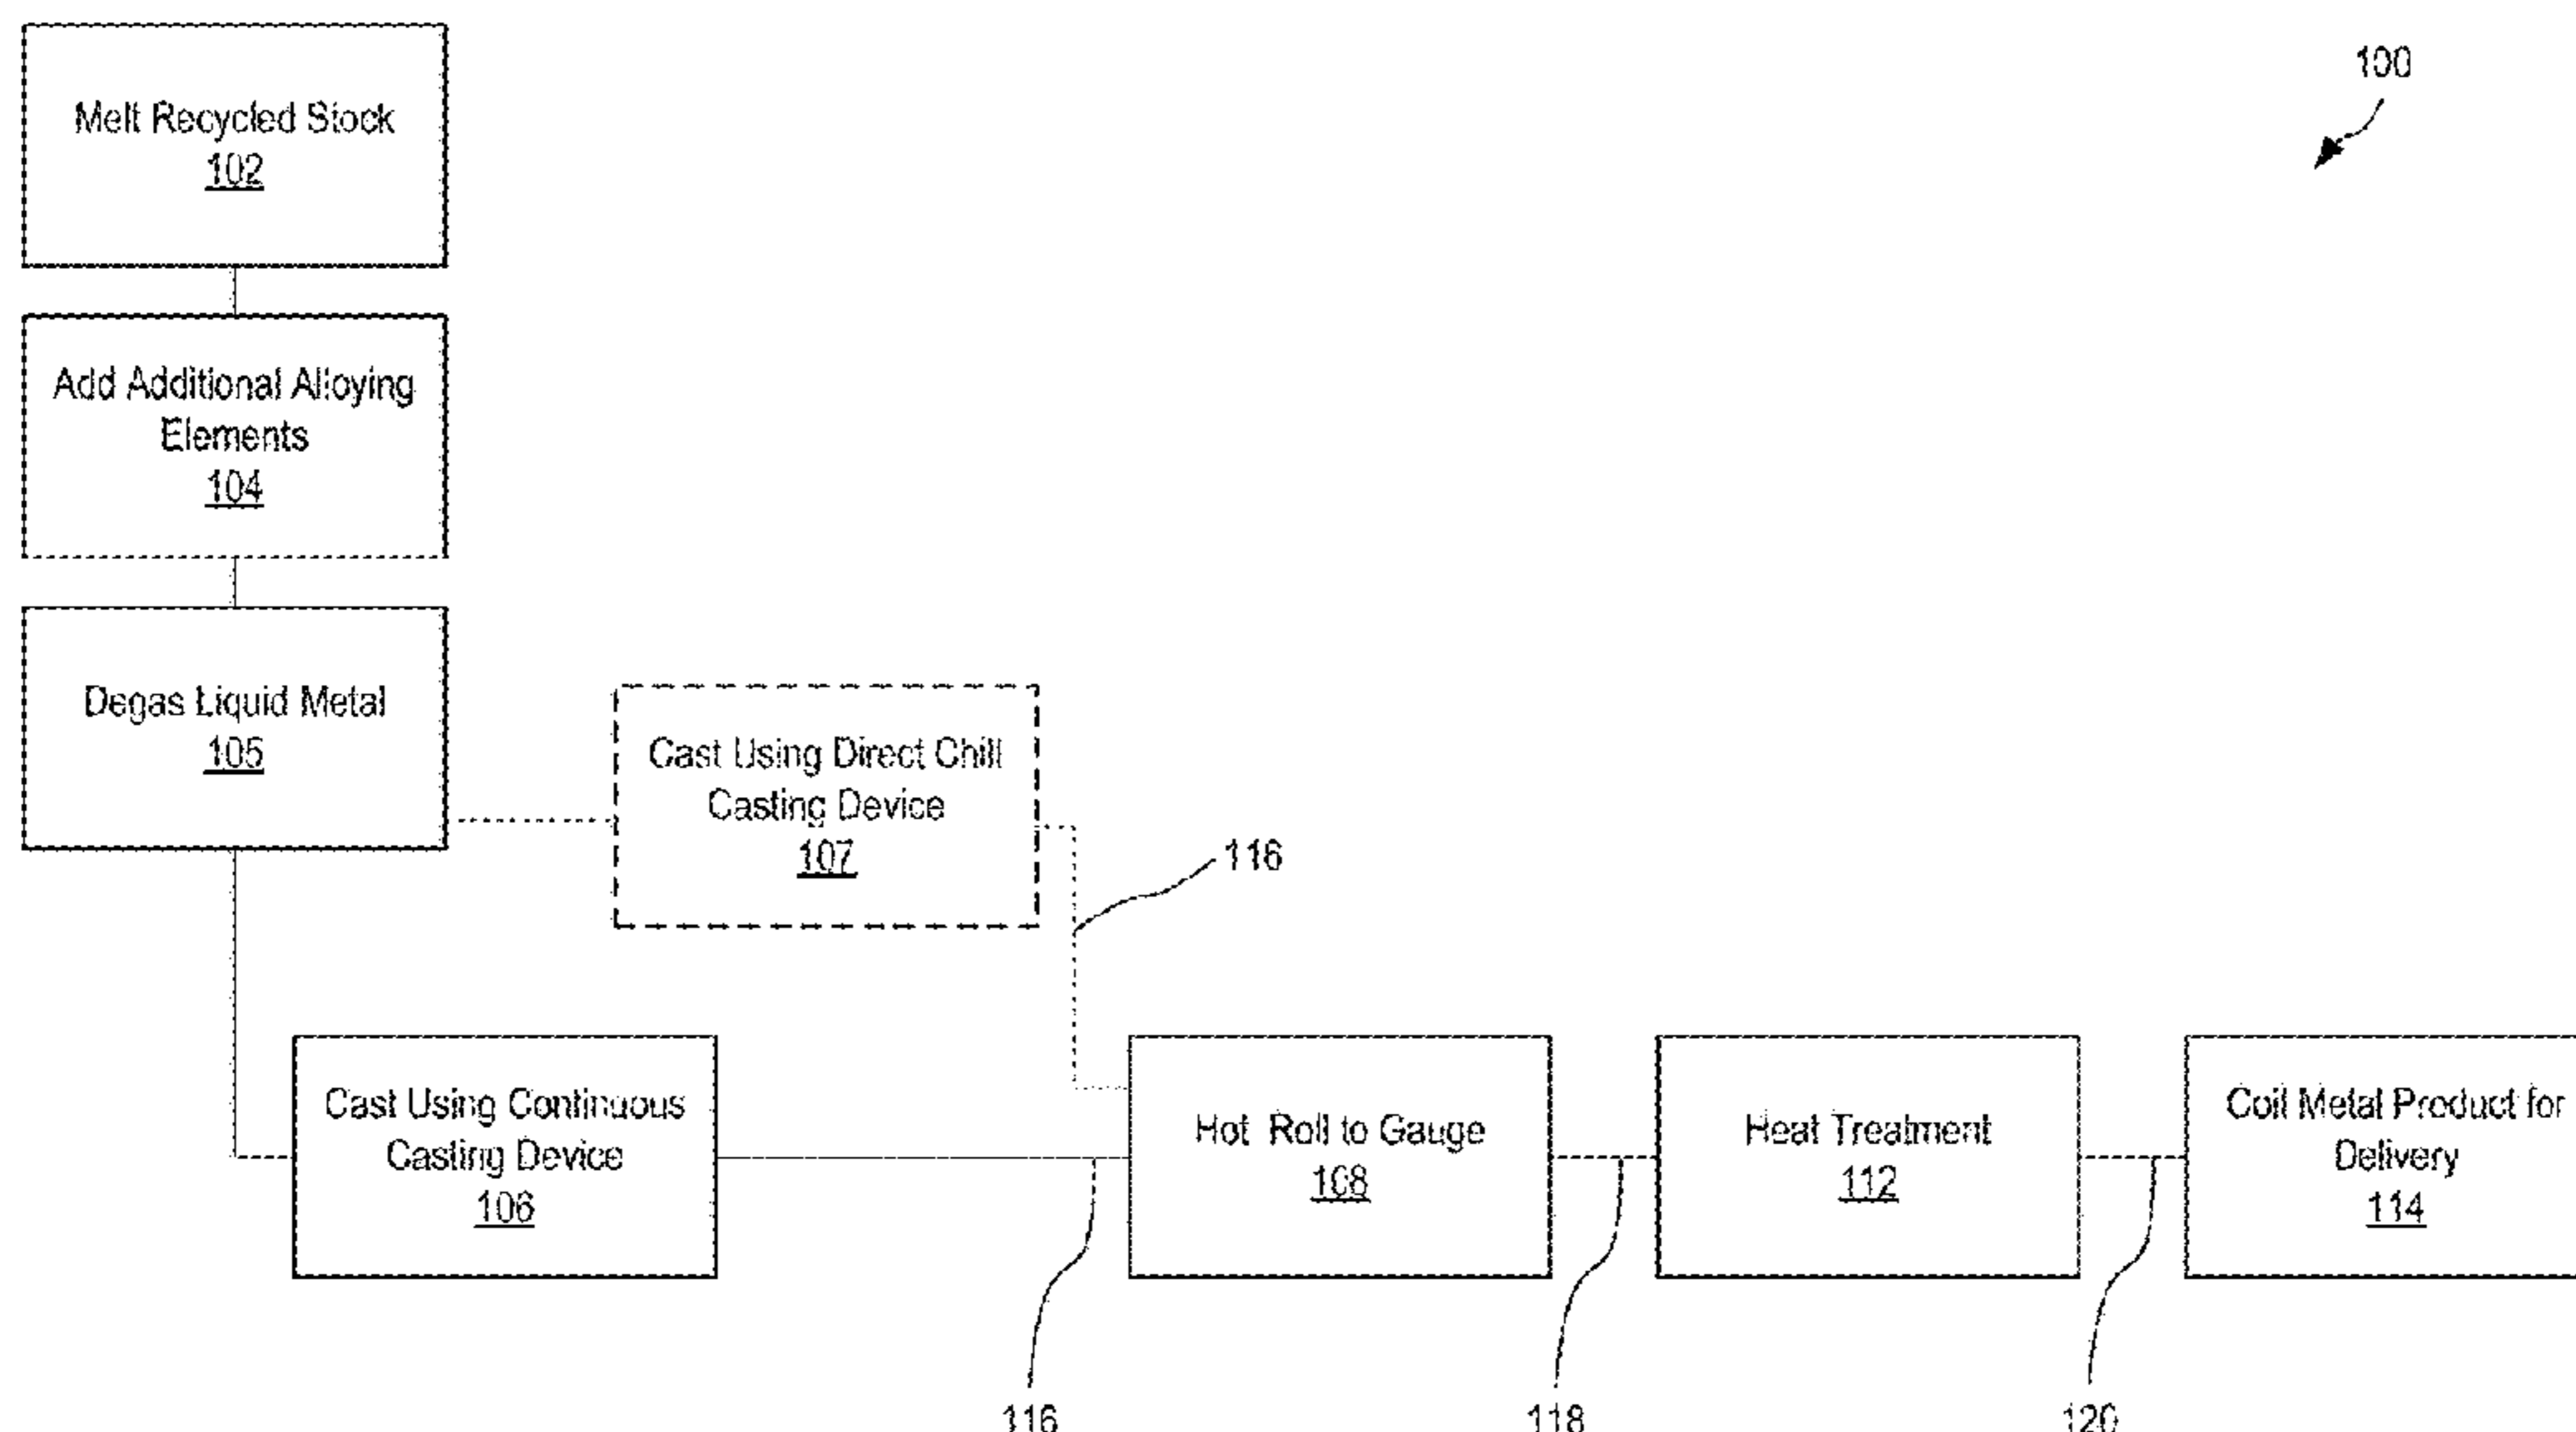 100
Melt Recycled Stock
102
Add Additional Alloying
Elements
104
Degas Liquid Metal
105
Cast Using Direct Chill
Casting Device
107
116
Cast Using Continuous
Casting Device
106
Hot Roll to Gauge
108
Heat Treatment
112
Coil Metal Product for
Delivery
114
116
118
120